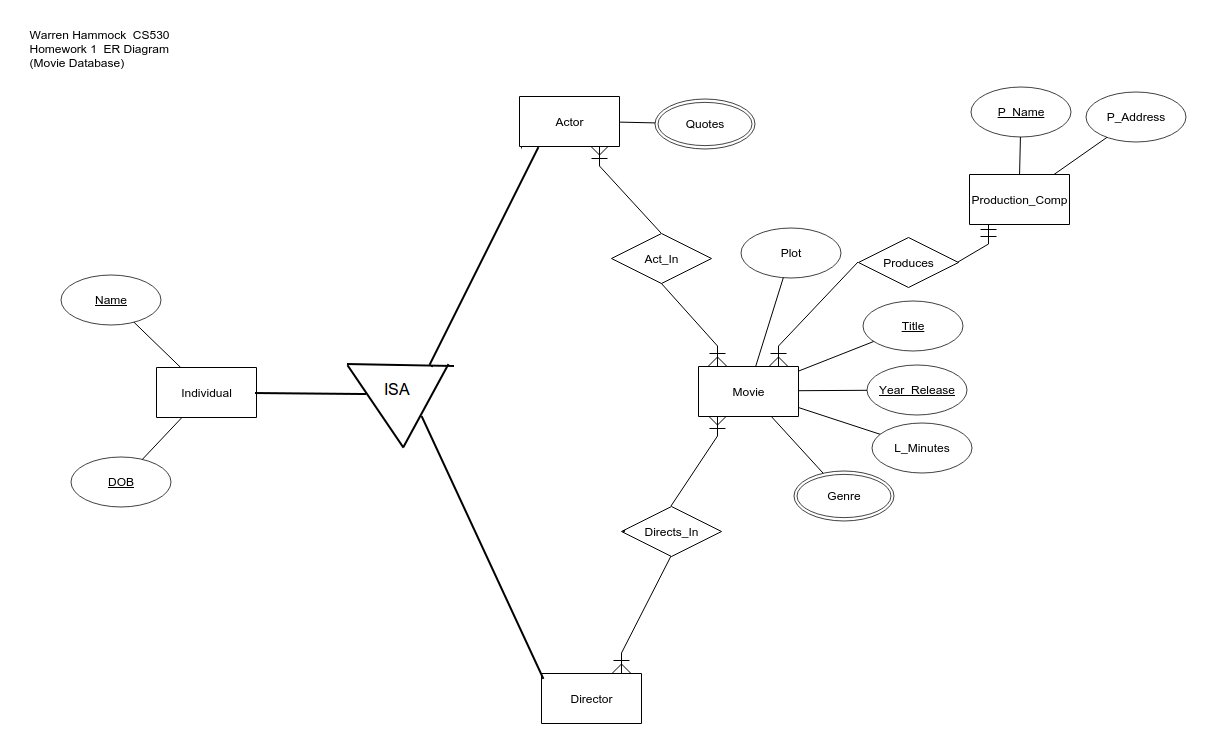 Warren Hammock  CS530
Homework 1  ER Diagram
(Movie Database)
Actor
Quotes
P_Name
P_Address
Production_Comp
Act_In
Plot
Produces
Name
Title
Individual
ISA
Movie
Year_Release
L_Minutes
DOB
Genre
Directs_In
Director